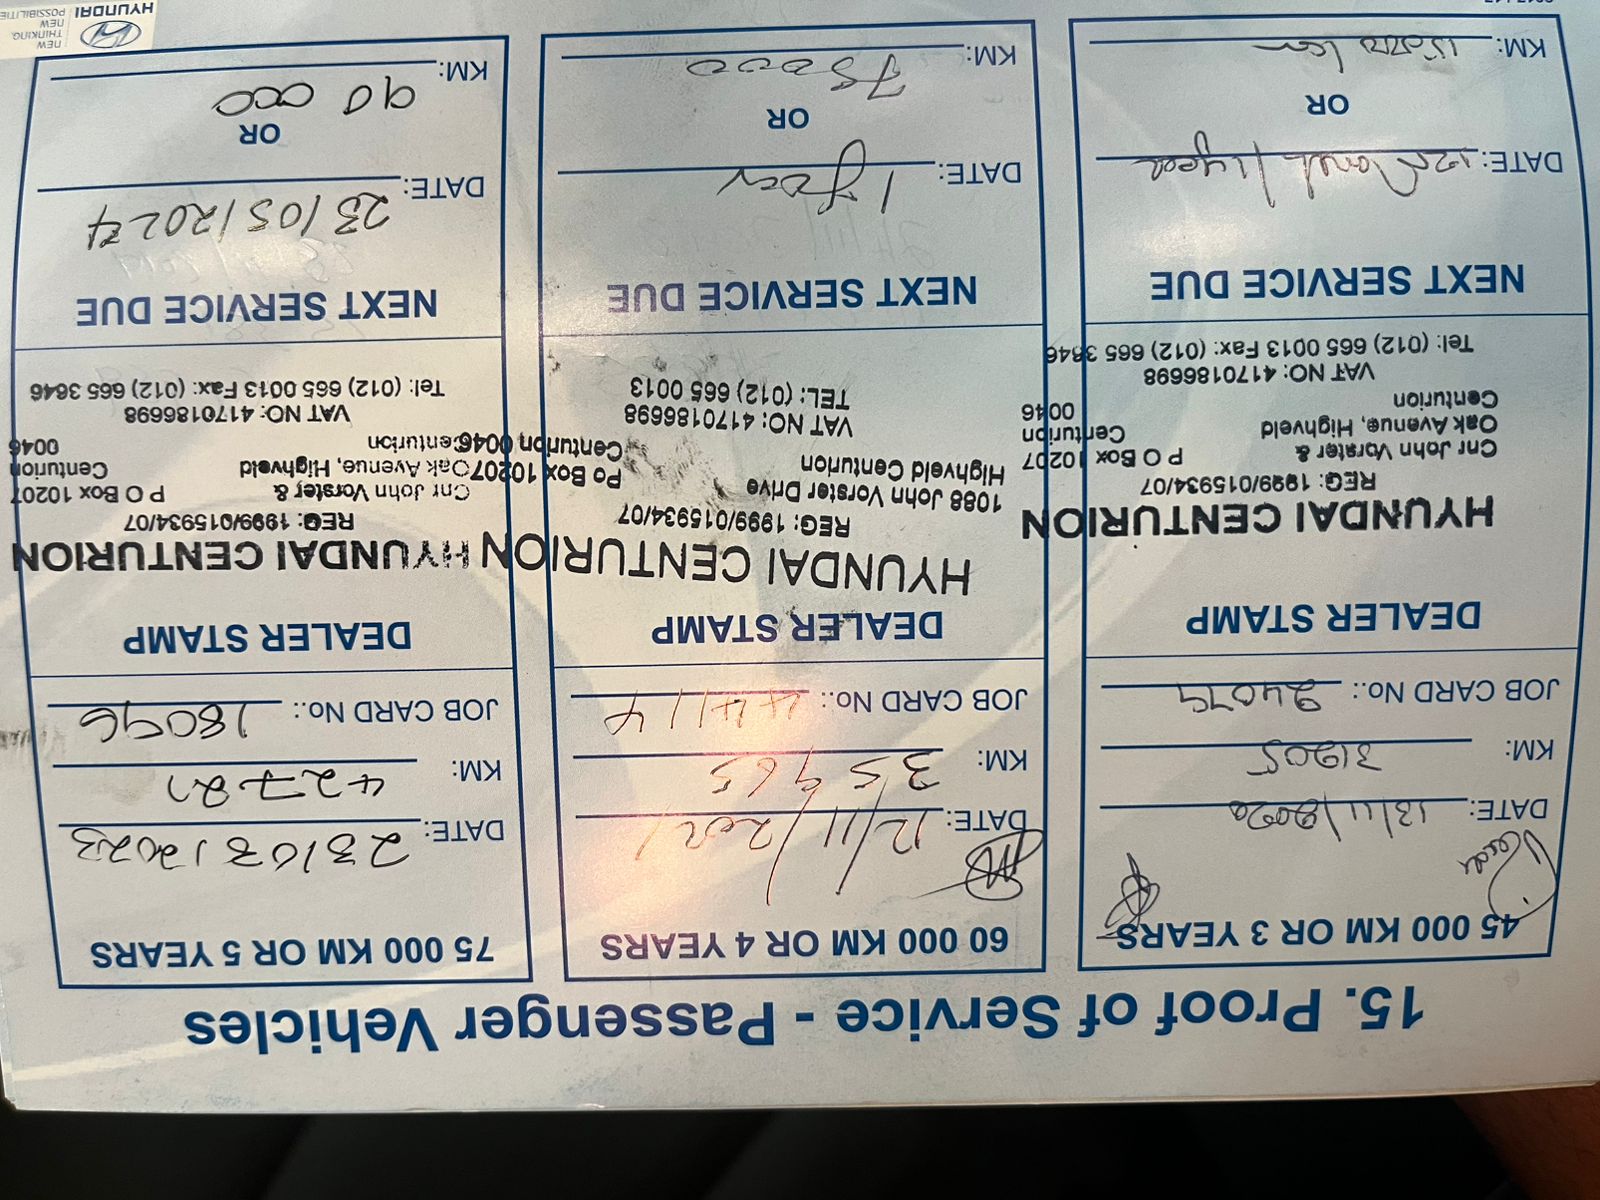 15. Proof of Service - Passenger Vehicles
45 000 KM OR 3 YEARS
DATE: 13/11/2020
KM: 31905
JOB CARD No.:
DEALER STAMP
HYUNDAI CENTURION
REG: 1999/015934/07
Cnr John Vorster & P O Box 10207
Oak Avenue, Highveld Centurion
Centurion 0046
VAT NO: 4170186698
Tel: (012) 665 0013 Fax: (012) 665 3646
NEXT SERVICE DUE
DATE: 12 / 1 year
OR
KM:
60 000 KM OR 4 YEARS
DATE: 12/11/2021
KM: 35965
JOB CARD No.: 44114
DEALER STAMP
HYUNDAI CENTURION
REG: 1999/015934/07
1088 John Vorster Drive Po Box 10207
Highveld Centurion Centurion 0046
VAT NO: 4170186698
TEL: (012) 665 0013
NEXT SERVICE DUE
DATE: 1 year
OR
KM: 75000
75 000 KM OR 5 YEARS
DATE: 23/03/2023
KM:
JOB CARD No.: 18096
DEALER STAMP
HYUNDAI CENTURION
REG: 1999/015934/07
Cnr John Vorster & P O Box 10207
Oak Avenue, Highveld Centurion
Centurion 0046
VAT NO: 4170186698
Tel: (012) 665 0013 Fax: (012) 665 3646
NEXT SERVICE DUE
DATE: 23/05/2024
OR
KM: 90 000
HYUNDAI
NEW THINKING.
NEW POSSIBILITIES.